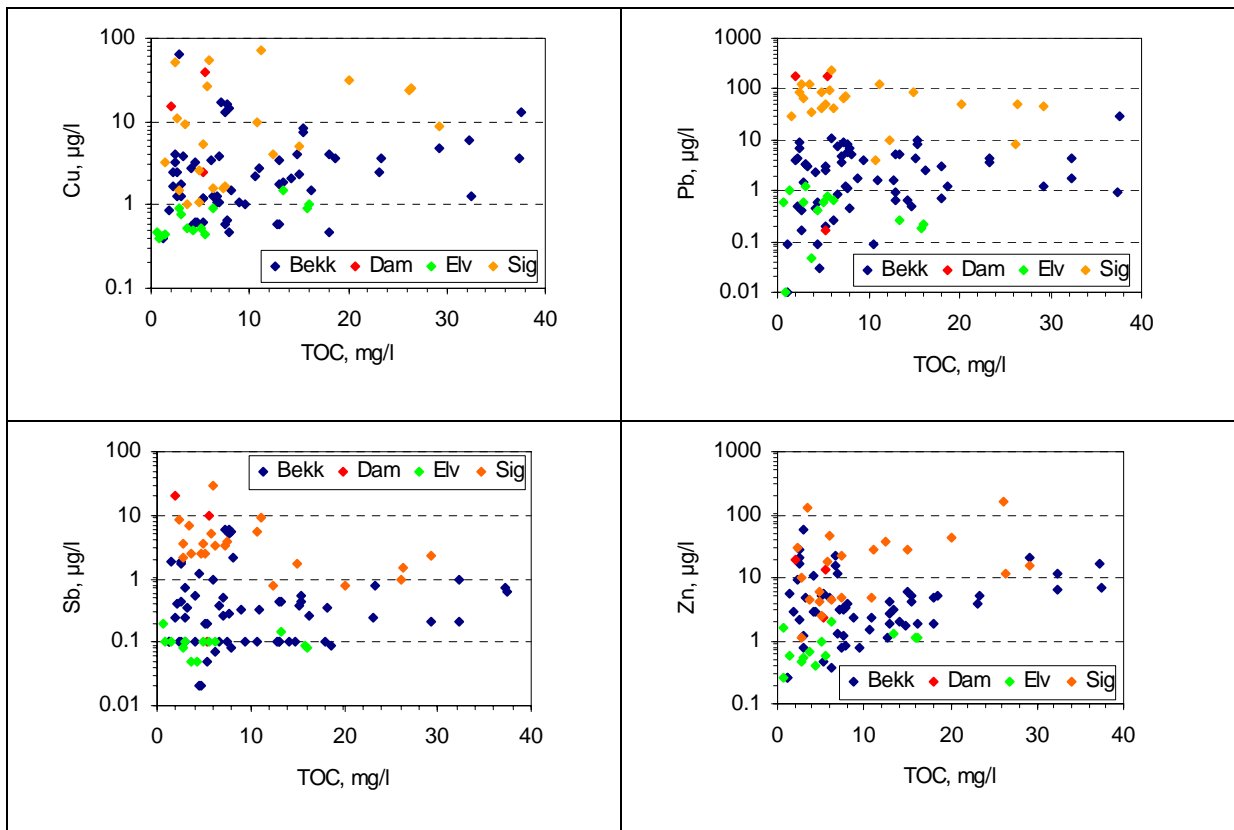 100
10
1
0.1
Cu, µg/l
0 10 20 30 40
TOC, mg/l
Bekk Dam Elv Sig
1000
100
10
1
0.1
0.01
Pb, µg/l
0 10 20 30 40
TOC, mg/l
Bekk Dam Elv Sig
100
10
1
0.1
0.01
Sb, µg/l
0 10 20 30 40
TOC, mg/l
Bekk Dam Elv Sig
1000
100
10
1
0.1
Zn, µg/l
0 10 20 30 40
TOC, mg/l
Bekk Dam Elv Sig